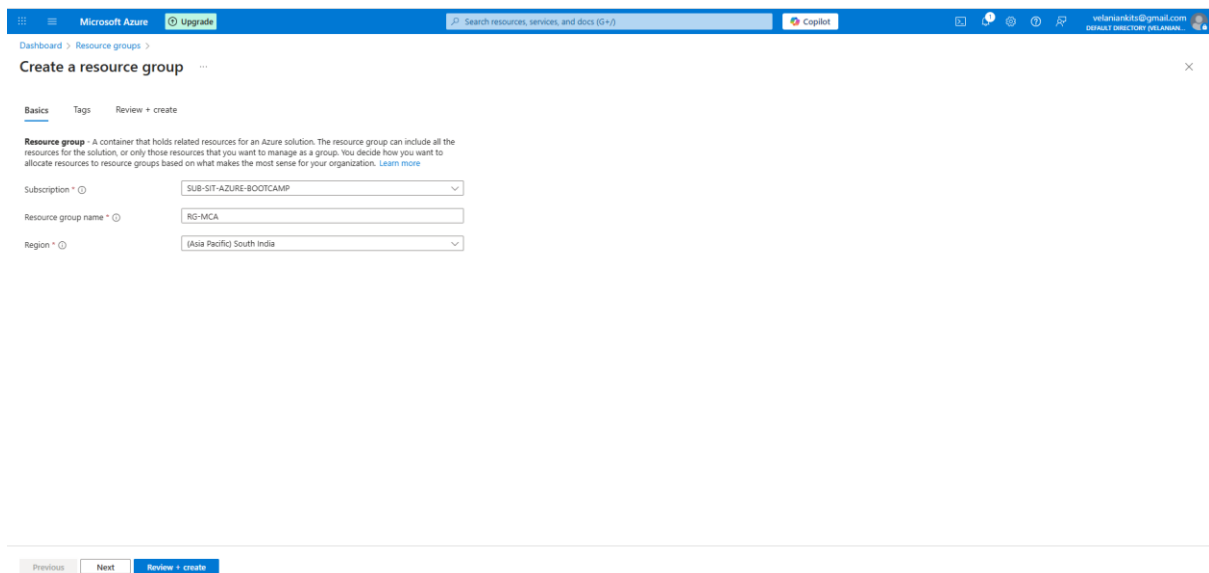 Microsoft Azure
Upgrade
Search resources, services, and docs (G+/)
Copilot
1
velaniankits@gmail.com
DEFAULT DIRECTORY (VELANIAN...
Dashboard > Resource groups >
Create a resource group ...
Basics Tags Review + create
Resource group - A container that holds related resources for an Azure solution. The resource group can include all the
resources for the solution, or only those resources that you want to manage as a group. You decide how you want to
allocate resources to resource groups based on what makes the most sense for your organization. Learn more
Subscription * SUB-SIT-AZURE-BOOTCAMP
Resource group name * RG-MCA
Region * (Asia Pacific) South India
Previous Next Review + create